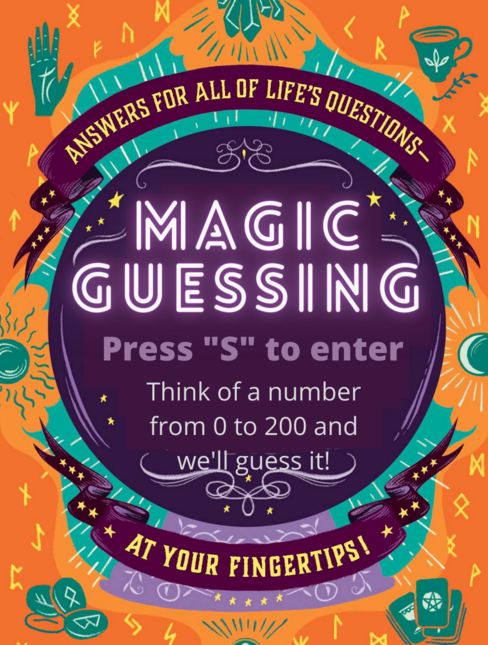 ANSWERS FOR ALL OF LIFE'S QUESTIONS—
MAGIC
GUESSING
Press "S" to enter
Think of a number
from 0 to 200 and
we'll guess it!
AT YOUR FINGERTIPS!